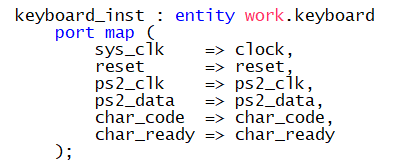 keyboard_inst : entity work.keyboard
    port map (
        sys_clk    => clock,
        reset      => reset,
        ps2_clk    => ps2_clk,
        ps2_data   => ps2_data,
        char_code  => char_code,
        char_ready => char_ready
    );